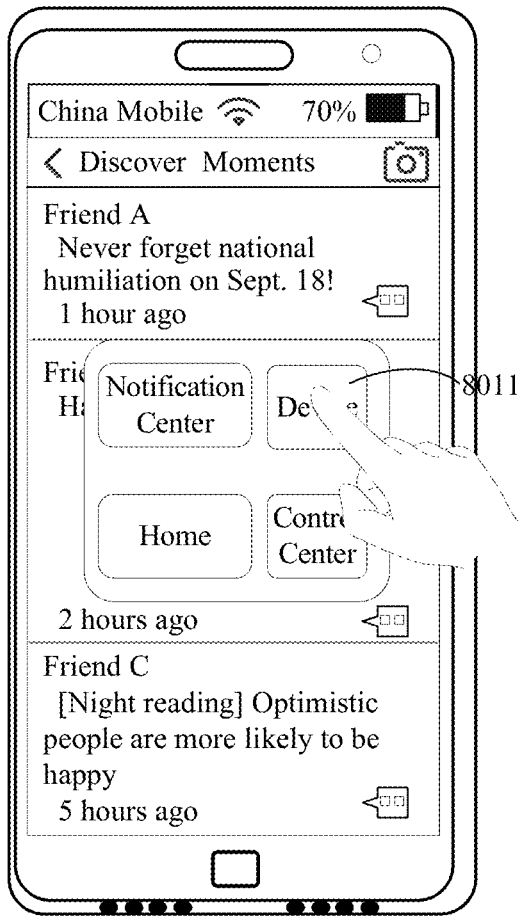 China Mobile 70%
Discover Moments
Friend A
Never forget national
humiliation on Sept. 18!
1 hour ago
Notification
Center
8011
Home
Center
2 hours ago
Friend C
[Night reading] Optimistic
people are more likely to be
happy
5 hours ago